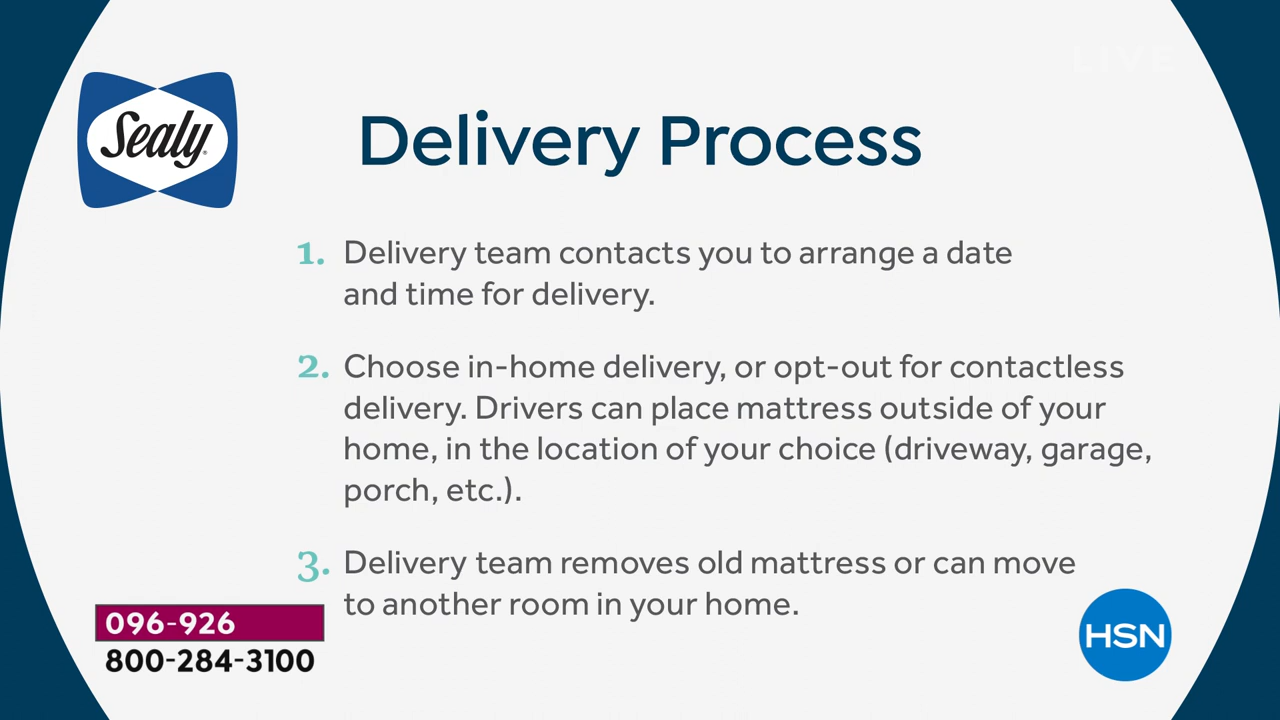 LIVE
Sealy
Delivery Process
1. Delivery team contacts you to arrange a date
and time for delivery.
2. Choose in-home delivery, or opt-out for contactless
delivery. Drivers can place mattress outside of your
home, in the location of your choice (driveway, garage,
porch, etc.).
3. Delivery team removes old mattress or can move
to another room in your home.
096-926
800-284-3100
HSN